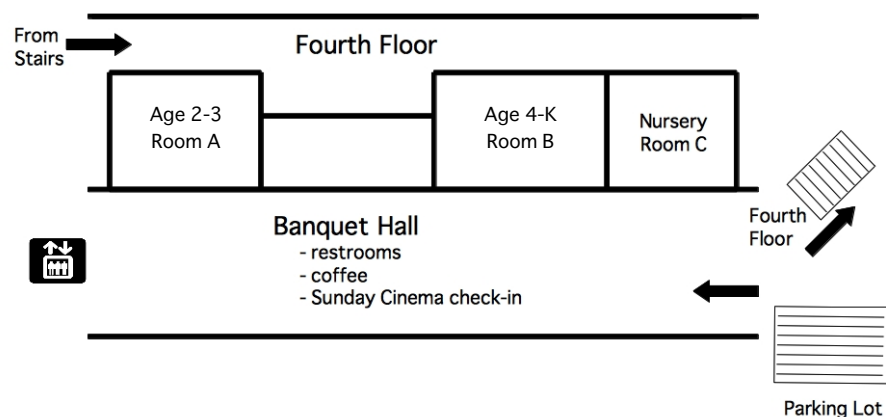 From
Stairs
Fourth Floor
Age 2-3
Room A
Age 4-K
Room B
Nursery
Room C
Banquet Hall
- restrooms
- coffee
- Sunday Cinema check-in
Fourth
Floor
Parking Lot